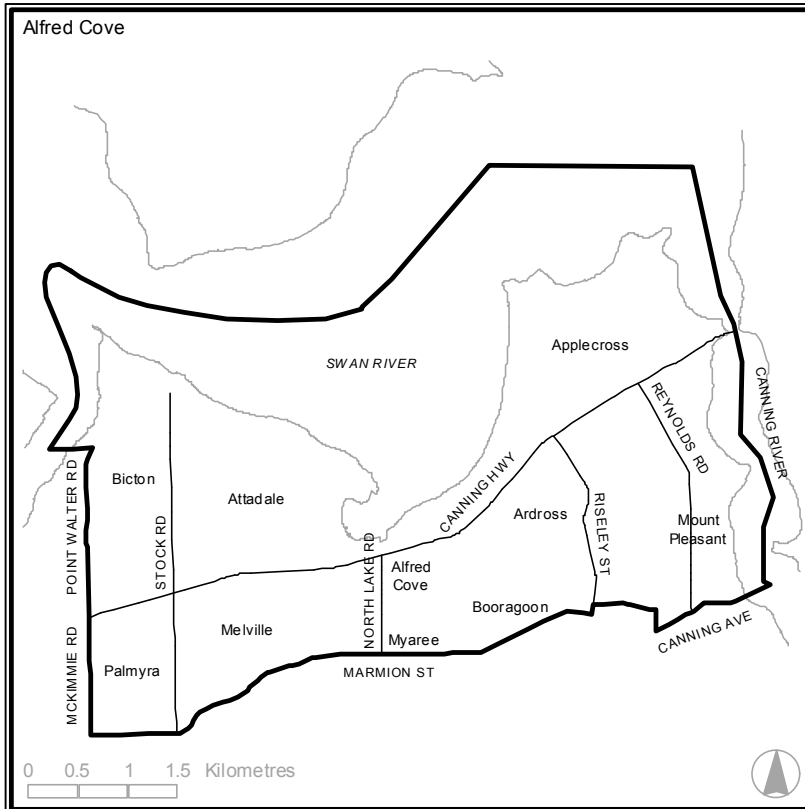 Alfred Cove
SWAN RIVER
Applecross
CANNING RIVER
REYNOLDS RD
CANNING HWY
POINT WALTER RD
Bicton
STOCK RD
Attadale
Ardross
RISELEY ST
Mount
Pleasant
NORTH LAKE RD
Alfred
Cove
Booragoon
MCKIMMIE RD
Melville
Myaree
CANNING AVE
Palmyra
MARMION ST
0 0.5 1 1.5 Kilometres